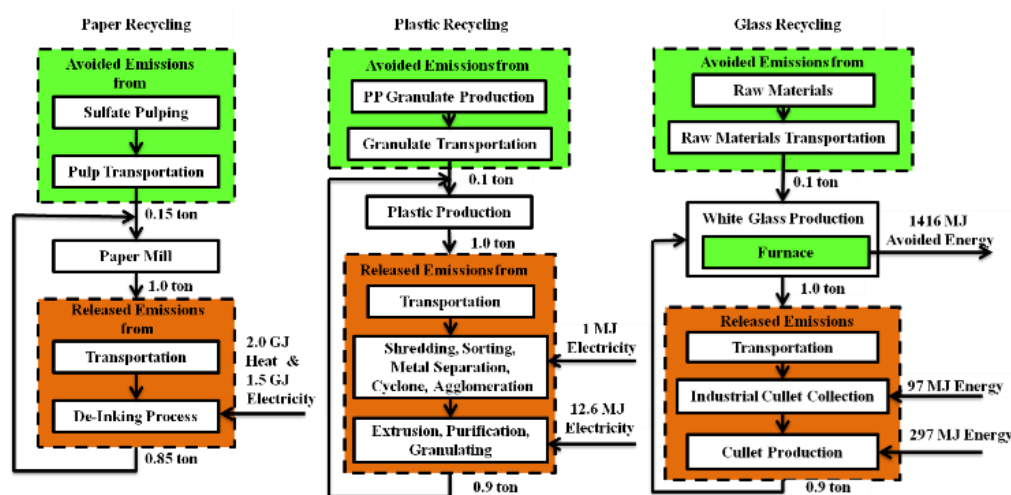 Paper Recycling
Avoided Emissions
from
Sulfate Pulping
Pulp Transportation
0.15 ton
Paper Mill
1.0 ton
Released Emissions
from
Transportation
2.0 GJ
Heat &
1.5 GJ
Electricity
De-Inking Process
0.85 ton
Plastic Recycling
Avoided Emissions from
PP Granulate Production
Granulate Transportation
0.1 ton
Plastic Production
1.0 ton
Released Emissions from
Transportation
Shredding, Sorting,
Metal Separation,
Cyclone, Agglomeration
1 MJ
Electricity
Extrusion, Purification,
Granulating
12.6 MJ
Electricity
0.9 ton
Glass Recycling
Avoided Emissions from
Raw Materials
Raw Materials Transportation
0.1 ton
White Glass Production
Furnace
1416 MJ
Avoided Energy
1.0 ton
Released Emissions
Transportation
Industrial Cullet Collection
97 MJ Energy
Cullet Production
297 MJ Energy
0.9 ton